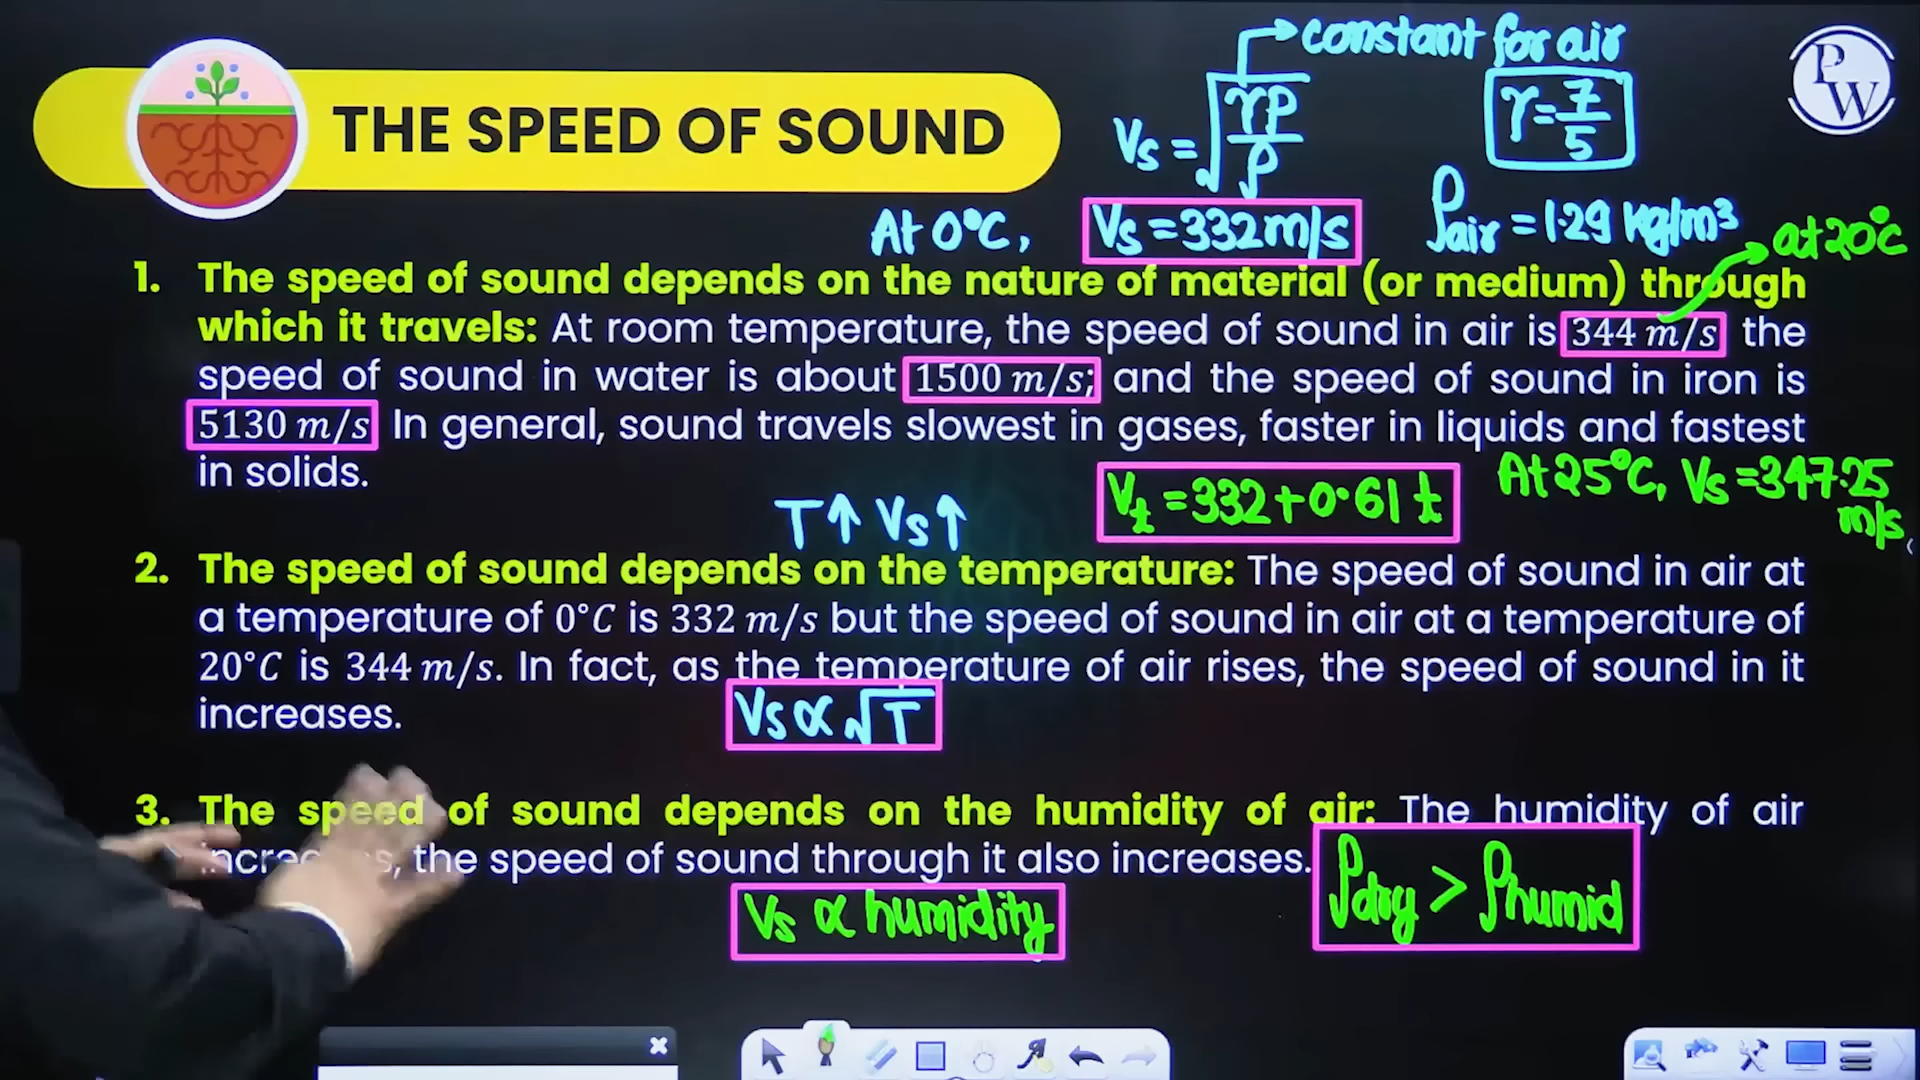 constant for air
PW
THE SPEED OF SOUND
Vs = √γP/ρ
γ = 7/5
At 0°C, Vs = 332 m/s
ρair = 1.29 kg/m³
at 20°C
1. The speed of sound depends on the nature of material (or medium) through
which it travels: At room temperature, the speed of sound in air is 344 m/s the
speed of sound in water is about 1500 m/s; and the speed of sound in iron is
5130 m/s In general, sound travels slowest in gases, faster in liquids and fastest
in solids.
T↑ Vs↑
Vt = 332 + 0.61 t
At 25°C, Vs = 347.25
m/s
2. The speed of sound depends on the temperature: The speed of sound in air at
a temperature of 0°C is 332 m/s but the speed of sound in air at a temperature of
20°C is 344 m/s. In fact, as the temperature of air rises, the speed of sound in it
increases.
Vs ∝ √T
3. The speed of sound depends on the humidity of air: The humidity of air
the speed of sound through it also increases.
ρdry > ρhumid
Vs ∝ humidity